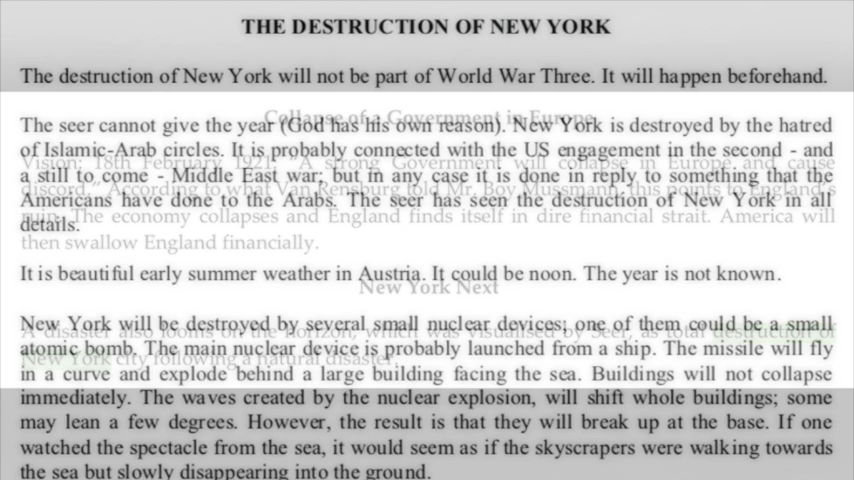 THE DESTRUCTION OF NEW YORK
The destruction of New York will not be part of World War Three. It will happen beforehand.
Collapse of a Government in Europe
The seer cannot give the year (God has his own reason). New York is destroyed by the hatred
of Islamic-Arab circles. It is probably connected with the US engagement in the second - and
Vision; 18th February 1921: "A strong Government will collapse in Europe and cause
a still to come - Middle East war; but in any case it is done in reply to something that the
discord." According to what Van Rensburg told Mr. Boy Mussmann, this points to England's
Americans have done to the Arabs. The seer has seen the destruction of New York in all
ruin. The economy collapses and England finds itself in dire financial strait. America will
details.
then swallow England financially.
It is beautiful early summer weather in Austria. It could be noon. The year is not known.
New York Next
New York will be destroyed by several small nuclear devices; one of them could be a small
A disaster also looms on the horizon, which was visualised by Seer, as total destruction of
atomic bomb. The main nuclear device is probably launched from a ship. The missile will fly
New York city following a natural disaster.
in a curve and explode behind a large building facing the sea. Buildings will not collapse
immediately. The waves created by the nuclear explosion, will shift whole buildings; some
may lean a few degrees. However, the result is that they will break up at the base. If one
watched the spectacle from the sea, it would seem as if the skyscrapers were walking towards
the sea but slowly disappearing into the ground.